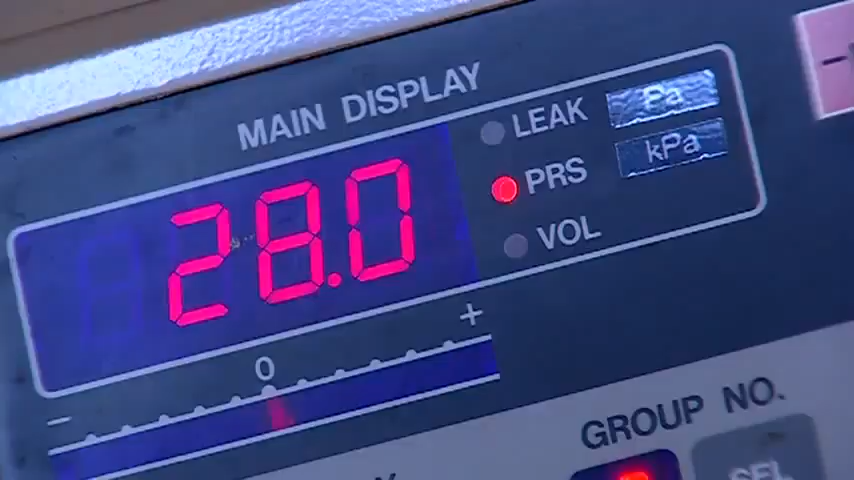 MAIN DISPLAY
LEAK
Pa
28.0
PRS
kPa
VOL
− 0 +
GROUP NO.
SEL